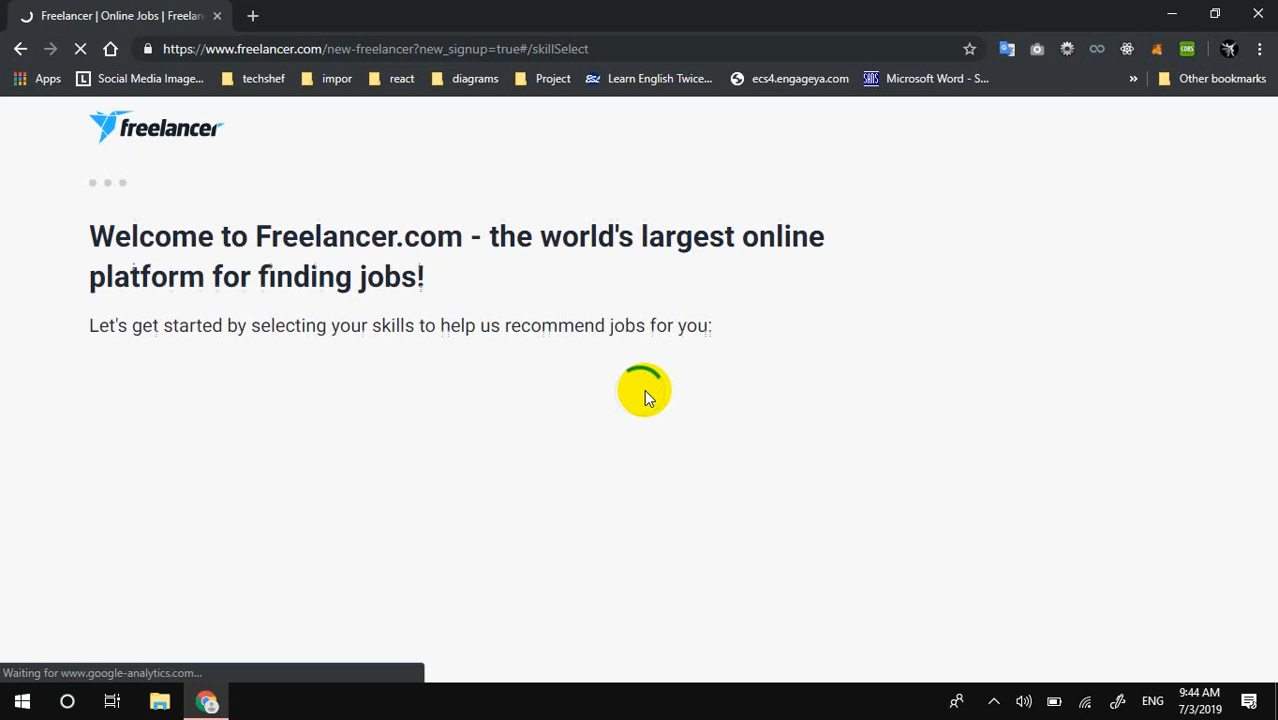 Freelancer | Online Jobs | Freelan
https://www.freelancer.com/new-freelancer?new_signup=true#/skillSelect
Apps
Social Media Image...
techshef
impor
react
diagrams
Project
Learn English Twice...
ecs4.engageya.com
Microsoft Word - S...
»
Other bookmarks
freelancer
Welcome to Freelancer.com - the world's largest online
platform for finding jobs!
Let's get started by selecting your skills to help us recommend jobs for you:
Waiting for www.google-analytics.com...
ENG
9:44 AM
7/3/2019